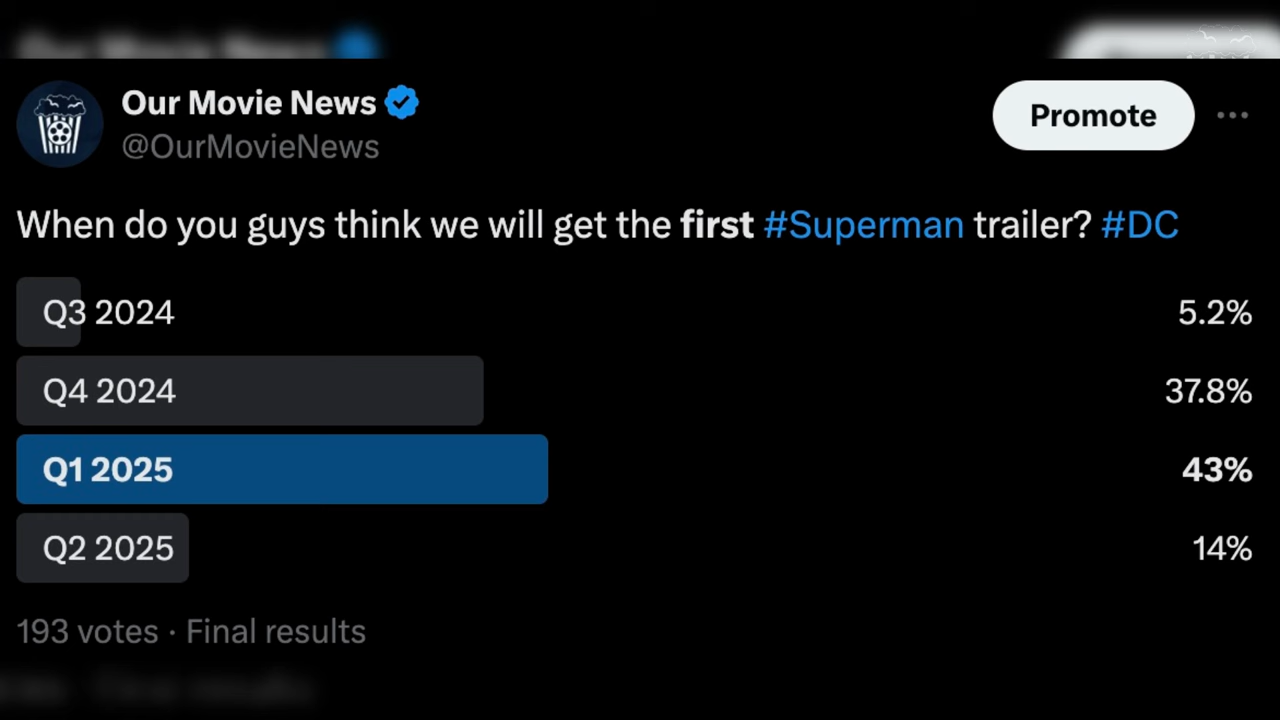 Our Movie News
@OurMovieNews
Promote
When do you guys think we will get the first #Superman trailer? #DC
Q3 2024
5.2%
Q4 2024
37.8%
Q1 2025
43%
Q2 2025
14%
193 votes · Final results